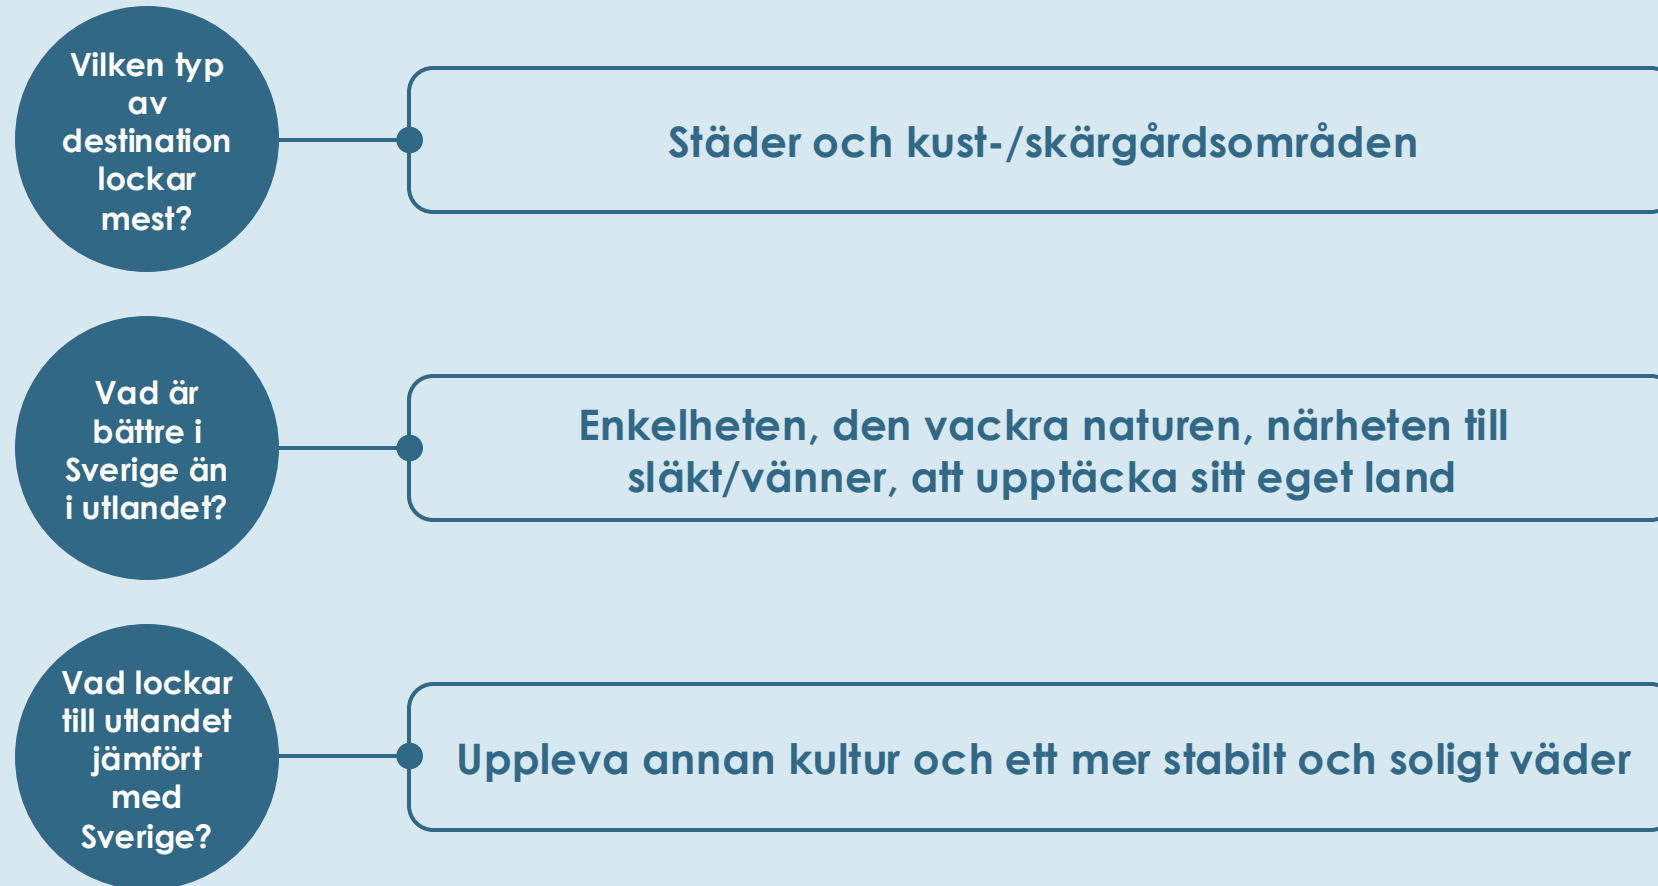 Vilken typ
av
destination
lockar
mest?
Städer och kust-/skärgårdsområden
Vad är
bättre i
Sverige än
i utlandet?
Enkelheten, den vackra naturen, närheten till
släkt/vänner, att upptäcka sitt eget land
Vad lockar
till utlandet
jämfört
med
Sverige?
Uppleva annan kultur och ett mer stabilt och soligt väder